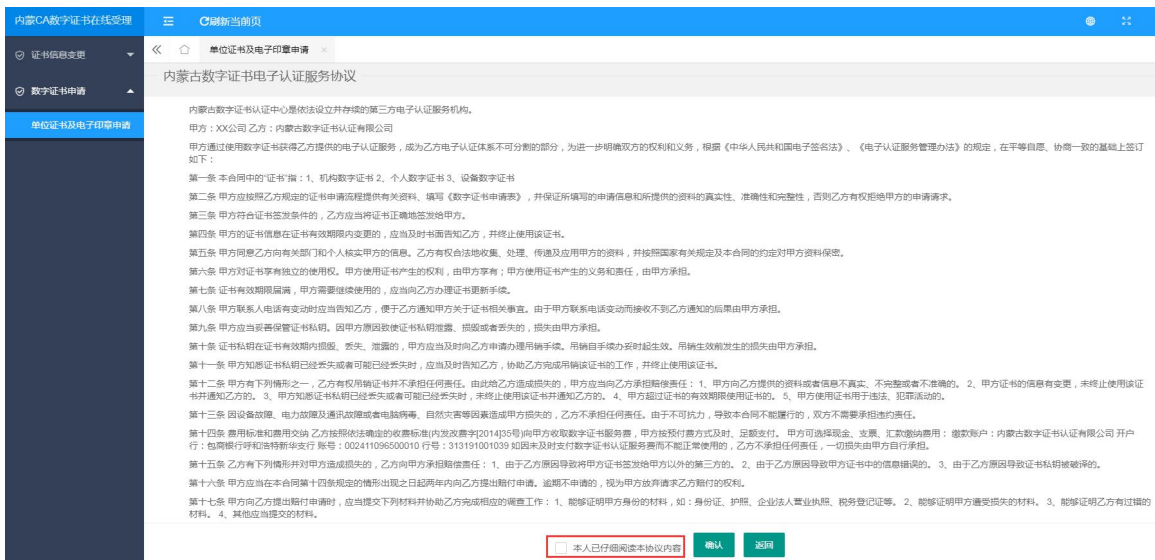 内蒙CA数字证书在线受理
刷新当前页
证书信息变更
数字证书申请
单位证书及电子印章申请
单位证书及电子印章申请 ×
内蒙古数字证书电子认证服务协议
内蒙古数字证书认证中心是依法设立并存续的第三方电子认证服务机构。
甲方：XX公司 乙方：内蒙古数字证书认证有限公司
甲方通过使用数字证书获得乙方提供的电子认证服务，成为乙方电子认证体系不可分割的部分，为进一步明确双方的权利和义务，根据《中华人民共和国电子签名法》、《电子认证服务管理办法》的规定，在平等自愿、协商一致的基础上签订
如下：
第一条 本合同中的“证书”指：1、机构数字证书 2、个人数字证书 3、设备数字证书
第二条 甲方应按照乙方规定的证书申请流程提供有关资料、填写《数字证书申请表》，并保证所填写的申请信息和所提供的资料的真实性、准确性和完整性，否则乙方有权拒绝甲方的申请请求。
第三条 甲方符合证书签发条件的，乙方应当将证书正确地签发给甲方。
第四条 甲方的证书信息在证书有效期限内变更的，应当及时书面告知乙方，并终止使用该证书。
第五条 甲方同意乙方向有关部门和个人核实甲方的信息。乙方有权合法地收集、处理、传递及应用甲方的资料，并按照国家有关规定及本合同的约定对甲方资料保密。
第六条 甲方对证书享有独立的使用权。甲方使用证书产生的权利，由甲方享有；甲方使用证书产生的义务和责任，由甲方承担。
第七条 证书有效期限届满，甲方需要继续使用的，应当向乙方办理证书更新手续。
第八条 甲方联系人电话有变动时应当告知乙方，便于乙方通知甲方关于证书相关事宜。由于甲方联系电话变动而接收不到乙方通知的后果由甲方承担。
第九条 甲方应当妥善保管证书私钥。因甲方原因致使证书私钥泄露、损毁或者丢失的，损失由甲方承担。
第十条 证书私钥在证书有效期内损毁、丢失、泄露的，甲方应当及时向乙方申请办理吊销手续。吊销自手续办妥时起生效。吊销生效前发生的损失由甲方承担。
第十一条 甲方知悉证书私钥已经丢失或者可能已经丢失时，应当及时告知乙方，协助乙方完成吊销该证书的工作，并终止使用该证书。
第十二条 甲方有下列情形之一，乙方有权吊销证书并不承担任何责任。由此给乙方造成损失的，甲方应当向乙方承担赔偿责任：1、甲方向乙方提供的资料或者信息不真实、不完整或者不准确的。 2、甲方证书的信息有变更，未终止使用该证
书并通知乙方的。 3、甲方知悉证书私钥已经丢失或者可能已经丢失时，未终止使用该证书并通知乙方的。 4、甲方超过证书的有效期限使用证书的。 5、甲方使用证书用于违法、犯罪活动的。
第十三条 因设备故障、电力故障及通讯故障或者电脑病毒、自然灾害等因素造成甲方损失的，乙方不承担任何责任。由于不可抗力，导致本合同不能履行的，双方不需要承担违约责任。
第十四条 费用标准和费用交纳 乙方按照依法确定的收费标准(内发改费字[2014]35号)向甲方收取数字证书服务费，甲方按预付费方式及时、足额支付。 甲方可选择现金、支票、汇款缴纳费用： 缴款账户：内蒙古数字证书认证有限公司 开户
行：包商银行呼和浩特新华支行 账号：002411096500010 行号：313191001039 如因未及时支付数字证书认证服务费而不能正常使用的，乙方不承担任何责任，一切损失由甲方自行承担。
第十五条 乙方有下列情形并对甲方造成损失的，乙方向甲方承担赔偿责任： 1、由于乙方原因导致将甲方证书签发给甲方以外的第三方的。 2、由于乙方原因导致甲方证书中的信息错误的。 3、由于乙方原因导致证书私钥被破译的。
第十六条 甲方应当在本合同第十四条规定的情形出现之日起两年内向乙方提出赔付申请。逾期不申请的，视为甲方放弃请求乙方赔付的权利。
第十七条 甲方向乙方提出赔付申请时，应当提交下列材料并协助乙方完成相应的调查工作： 1、能够证明甲方身份的材料，如：身份证、护照、企业法人营业执照、税务登记证等。 2、能够证明甲方遭受损失的材料。 3、能够证明乙方有过错的
材料。 4、其他应当提交的材料。
本人已仔细阅读本协议内容 确认 返回